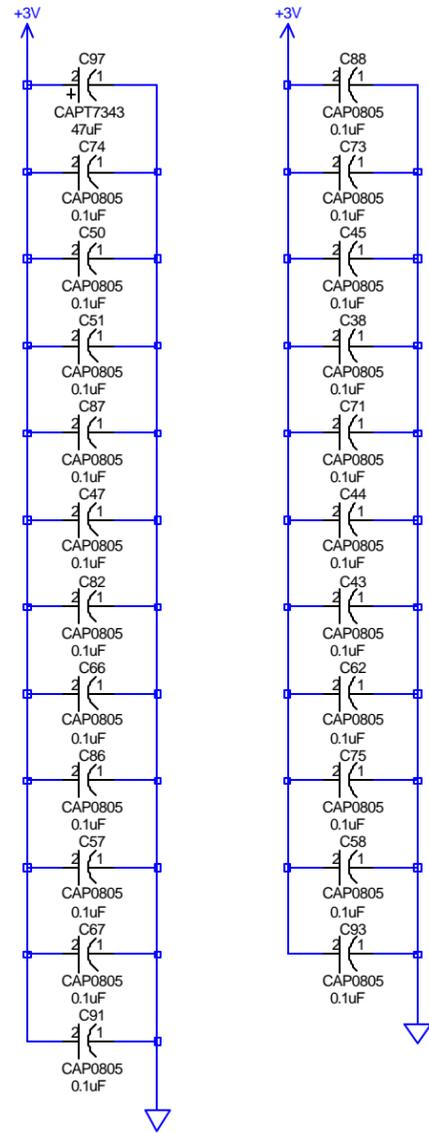 +3V
C97
2 1
+
CAPT7343
47uF
C74
2 1
CAP0805
0.1uF
C50
2 1
CAP0805
0.1uF
C51
2 1
CAP0805
0.1uF
C87
2 1
CAP0805
0.1uF
C47
2 1
CAP0805
0.1uF
C82
2 1
CAP0805
0.1uF
C66
2 1
CAP0805
0.1uF
C86
2 1
CAP0805
0.1uF
C57
2 1
CAP0805
0.1uF
C67
2 1
CAP0805
0.1uF
C91
2 1
CAP0805
0.1uF
+3V
C88
2 1
CAP0805
0.1uF
C73
2 1
CAP0805
0.1uF
C45
2 1
CAP0805
0.1uF
C38
2 1
CAP0805
0.1uF
C71
2 1
CAP0805
0.1uF
C44
2 1
CAP0805
0.1uF
C43
2 1
CAP0805
0.1uF
C62
2 1
CAP0805
0.1uF
C75
2 1
CAP0805
0.1uF
C58
2 1
CAP0805
0.1uF
C93
2 1
CAP0805
0.1uF